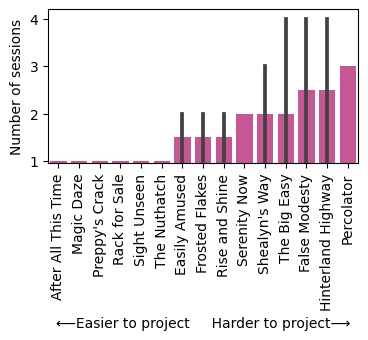 Number of sessions
4
3
2
1
After All This Time
Magic Daze
Preppy's Crack
Rack for Sale
Sight Unseen
The Nuthatch
Easily Amused
Frosted Flakes
Rise and Shine
Serenity Now
Shealyn's Way
The Big Easy
False Modesty
Hinterland Highway
Percolator
⟵Easier to project Harder to project⟶